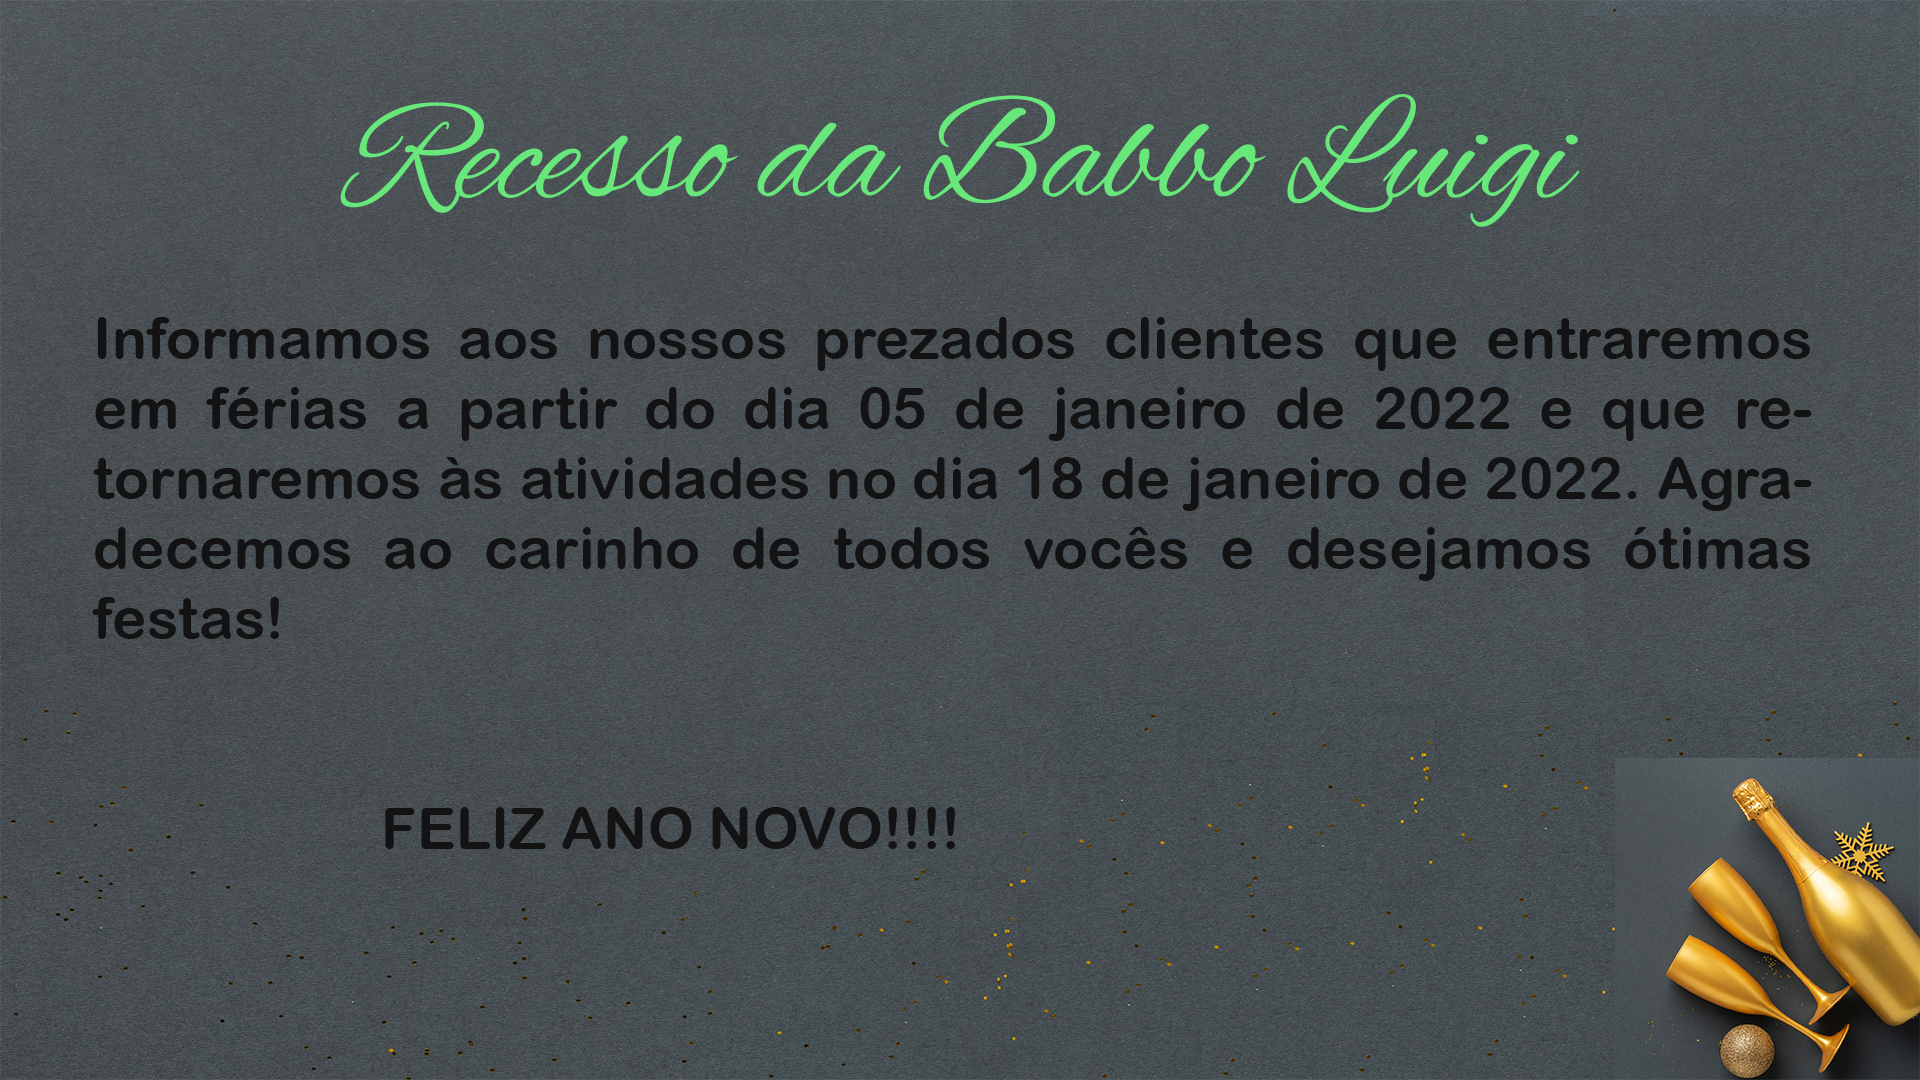 Recesso da Babbo Luigi
Informamos aos nossos prezados clientes que entraremos
em férias a partir do dia 05 de janeiro de 2022 e que re-
tornaremos às atividades no dia 18 de janeiro de 2022. Agra-
decemos ao carinho de todos vocês e desejamos ótimas
festas!
FELIZ ANO NOVO!!!!